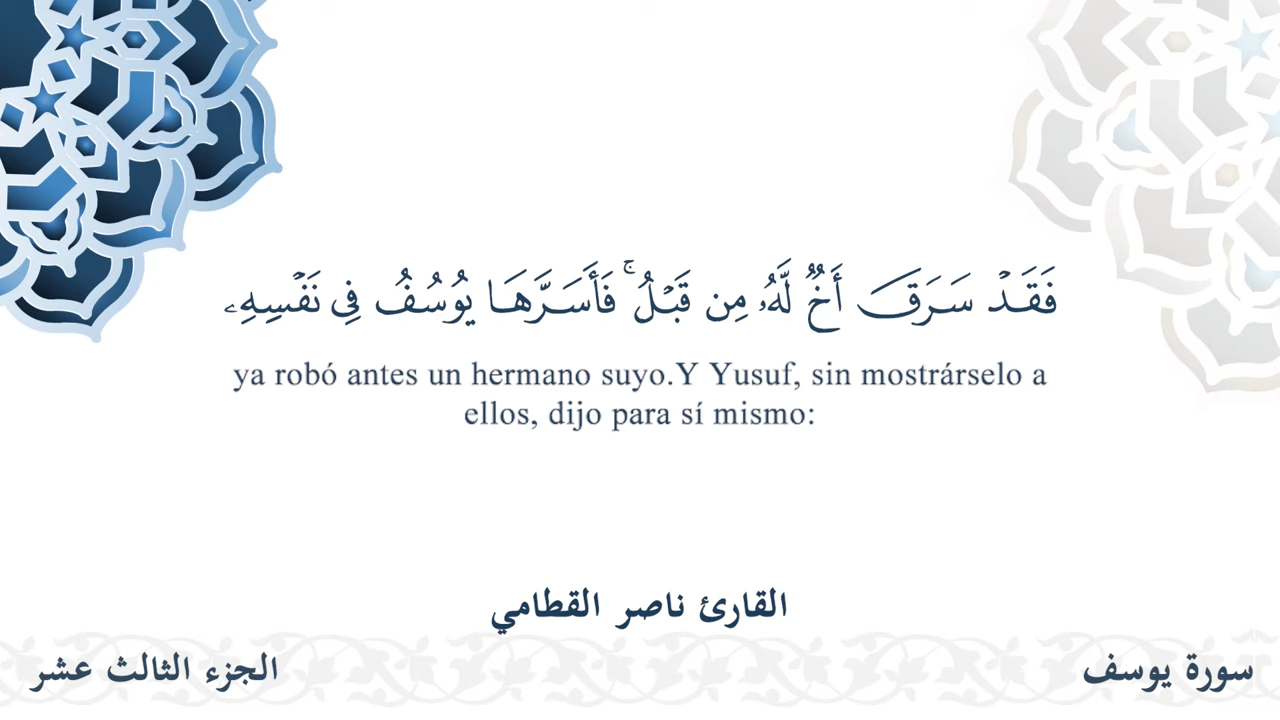 فَقَدۡ سَرَقَ أَخٌ لَّهُۥ مِن قَبۡلُۚ فَأَسَرَّهَا يُوسُفُ فِي نَفۡسِهِۦ
ya robó antes un hermano suyo.Y Yusuf, sin mostrárselo a
ellos, dijo para sí mismo:
القارئ ناصر القطامي
سورة يوسف
الجزء الثالث عشر